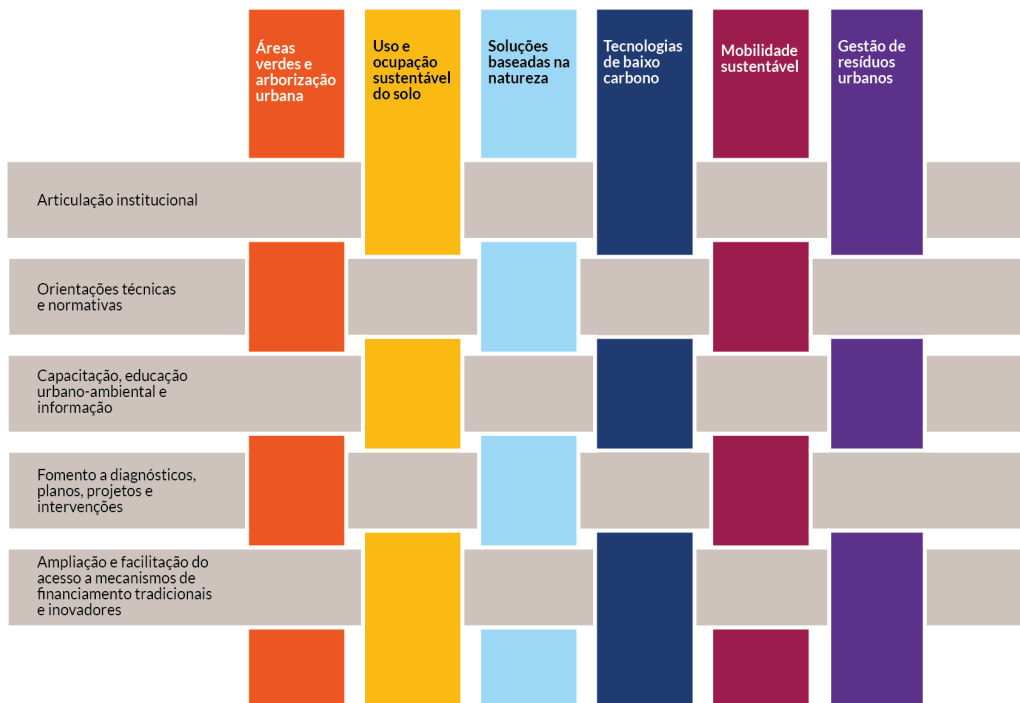 Áreas
verdes e
arborização
urbana
Uso e
ocupação
sustentável
do solo
Soluções
baseadas na
natureza
Tecnologias
de baixo
carbono
Mobilidade
sustentável
Gestão de
resíduos
urbanos
Articulação institucional
Orientações técnicas
e normativas
Capacitação, educação
urbano-ambiental e
informação
Fomento a diagnósticos,
planos, projetos e
intervenções
Ampliação e facilitação do
acesso a mecanismos de
financiamento tradicionais
e inovadores